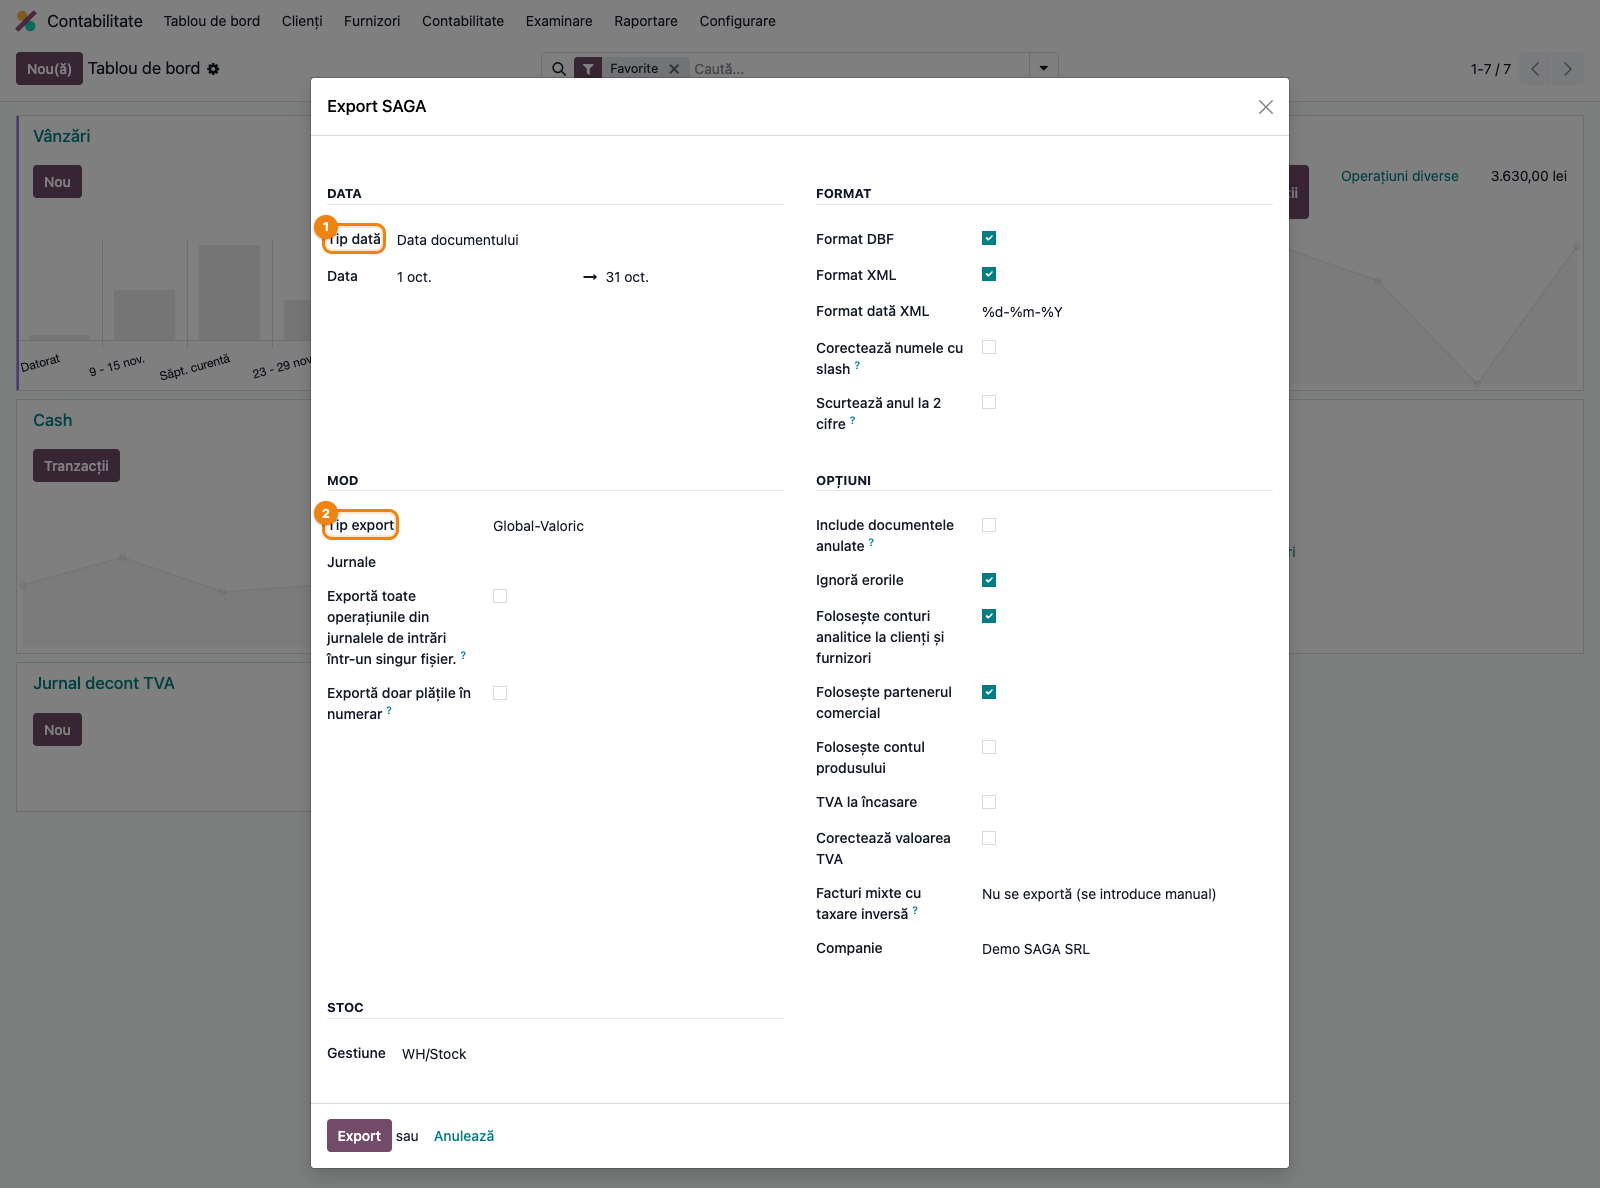 Contabilitate Tablou de bord Clienți Furnizori Contabilitate Examinare Raportare Configurare
Nou(ă) Tablou de bord Favorite Caută... 1-7 / 7
Export SAGA
Vânzări
Nou
Datorat
9 - 15 nov.
Săpt. curentă
23 - 29 nov
Cash
Tranzacții
Jurnal decont TVA
Nou
DATA
1
Tip dată Data documentului
Data 1 oct. → 31 oct.
FORMAT
Format DBF
Format XML
Format dată XML %d-%m-%Y
Corectează numele cu
slash ?
Scurtează anul la 2
cifre ?
MOD
2
Tip export Global-Valoric
Jurnale
Exportă toate
operațiunile din
jurnalele de intrări
într-un singur fișier. ?
Exportă doar plățile în
numerar ?
OPȚIUNI
Include documentele
anulate ?
Ignoră erorile
Folosește conturi
analitice la clienți și
furnizori
Folosește partenerul
comercial
Folosește contul
produsului
TVA la încasare
Corectează valoarea
TVA
Facturi mixte cu
taxare inversă ?
Nu se exportă (se introduce manual)
Companie Demo SAGA SRL
STOC
Gestiune WH/Stock
Export sau Anulează
Operațiuni diverse 3.630,00 lei